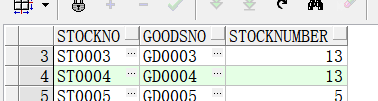 STOCKNO GOODSNO STOCKNUMBER
3 ST0003 ... GD0003 ... 13
4 ST0004 ... GD0004 ... 13
5 ST0005 ... GD0005 ... 5